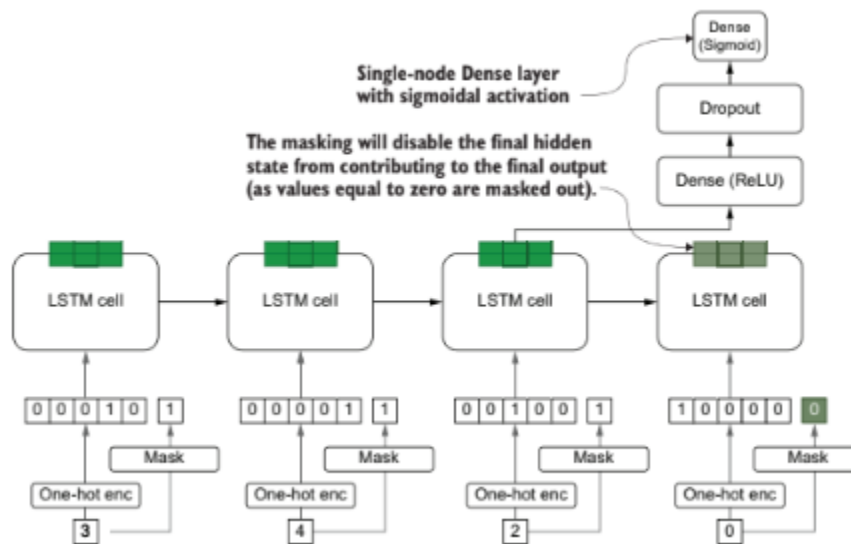 Dense
(Sigmoid)
Single-node Dense layer
with sigmoidal activation
Dropout
The masking will disable the final hidden
state from contributing to the final output
(as values equal to zero are masked out).
Dense (ReLU)
LSTM cell LSTM cell LSTM cell LSTM cell
0 0 0 1 0 1 0 0 0 0 1 1 0 0 1 0 0 1 1 0 0 0 0 0
Mask Mask Mask Mask
One-hot enc One-hot enc One-hot enc One-hot enc
3 4 2 0